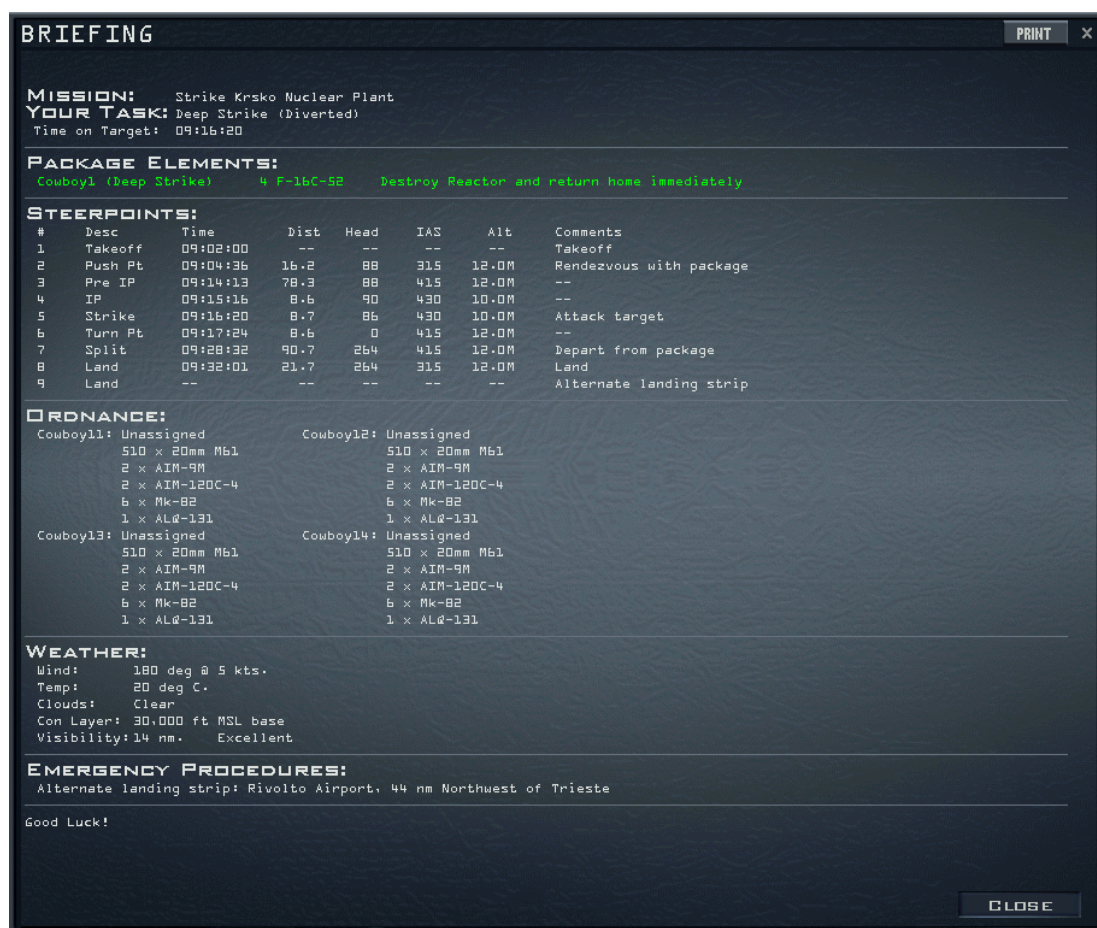 BRIEFING
PRINT X
MISSION: Strike Krsko Nuclear Plant
YOUR TASK: Deep Strike (Diverted)
Time on Target: 09:16:20
PACKAGE ELEMENTS:
Cowboy1 (Deep Strike) 4 F-16C-52 Destroy Reactor and return home immediately
STEERPOINTS:
# Desc Time Dist Head IAS Alt Comments
1 Takeoff 09:02:00 -- -- -- -- Takeoff
2 Push Pt 09:04:36 16.2 88 315 12.0M Rendezvous with package
3 Pre IP 09:14:13 78.3 88 415 12.0M --
4 IP 09:15:16 8.6 90 430 10.0M --
5 Strike 09:16:20 8.7 86 430 10.0M Attack target
6 Turn Pt 09:17:24 8.6 0 415 12.0M --
7 Split 09:28:32 90.7 264 415 12.0M Depart from package
8 Land 09:32:01 21.7 264 315 12.0M Land
9 Land -- -- -- -- -- Alternate landing strip
ORDNANCE:
Cowboy11: Unassigned Cowboy12: Unassigned
510 x 20mm M61 510 x 20mm M61
2 x AIM-9M 2 x AIM-9M
2 x AIM-120C-4 2 x AIM-120C-4
6 x Mk-82 6 x Mk-82
1 x ALQ-131 1 x ALQ-131
Cowboy13: Unassigned Cowboy14: Unassigned
510 x 20mm M61 510 x 20mm M61
2 x AIM-9M 2 x AIM-9M
2 x AIM-120C-4 2 x AIM-120C-4
6 x Mk-82 6 x Mk-82
1 x ALQ-131 1 x ALQ-131
WEATHER:
Wind: 180 deg @ 5 kts.
Temp: 20 deg C.
Clouds: Clear
Con Layer: 30,000 ft MSL base
Visibility: 14 nm. Excellent
EMERGENCY PROCEDURES:
Alternate landing strip: Rivolto Airport, 44 nm Northwest of Trieste
Good Luck!
CLOSE